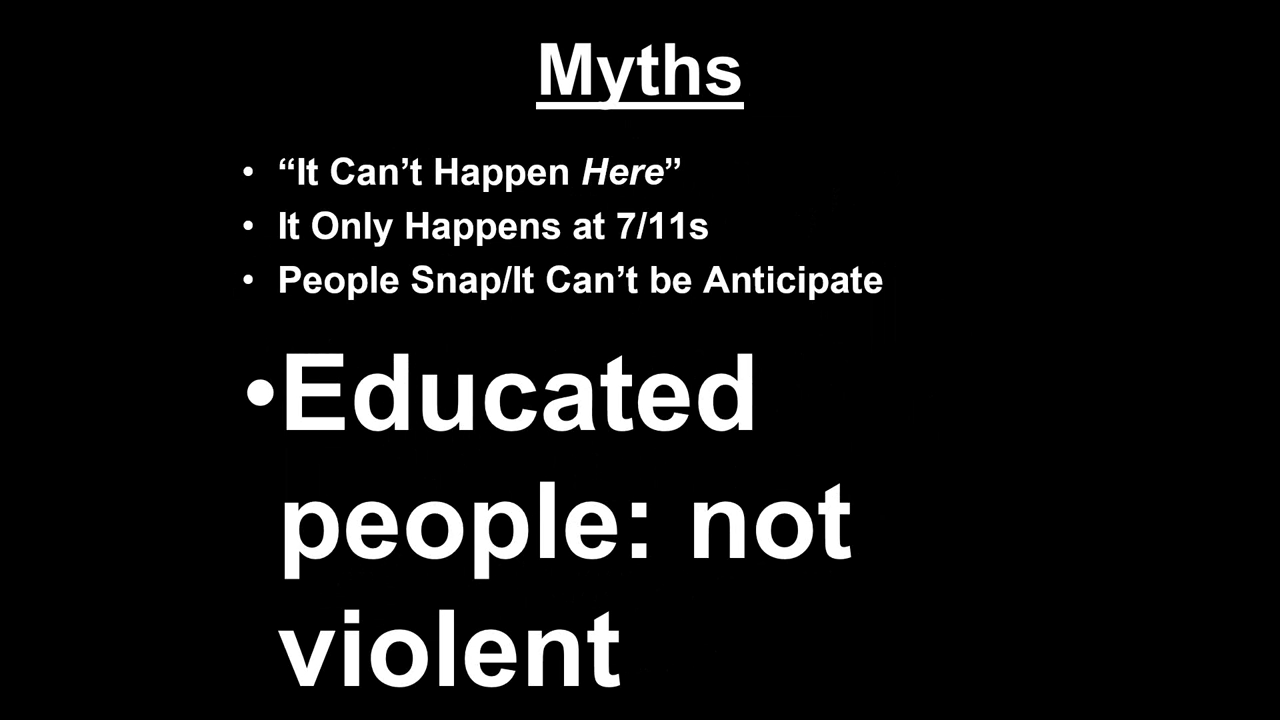 Myths
• “It Can’t Happen Here”
• It Only Happens at 7/11s
• People Snap/It Can’t be Anticipate
•Educated
people: not
violent